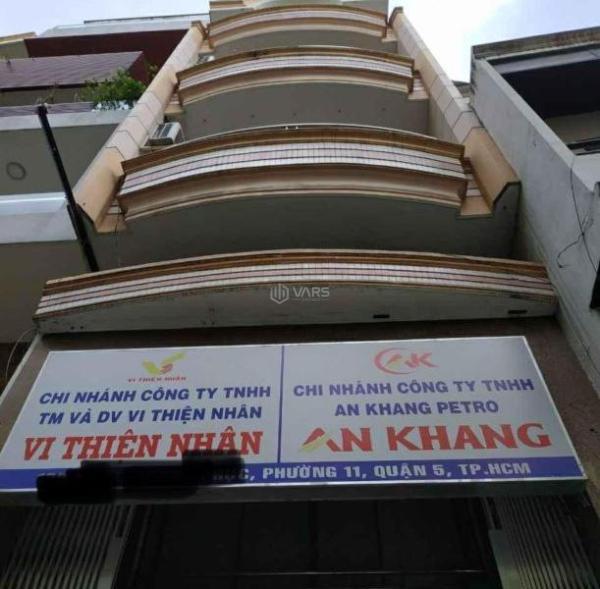 VARS
VI THIỆN NHÂN
CHI NHÁNH CÔNG TY TNHH
TM VÀ DV VI THIỆN NHÂN
VI THIỆN NHÂN
AK
CHI NHÁNH CÔNG TY TNHH
AN KHANG PETRO
AN KHANG
PHƯỜNG 11, QUẬN 5, TP.HCM